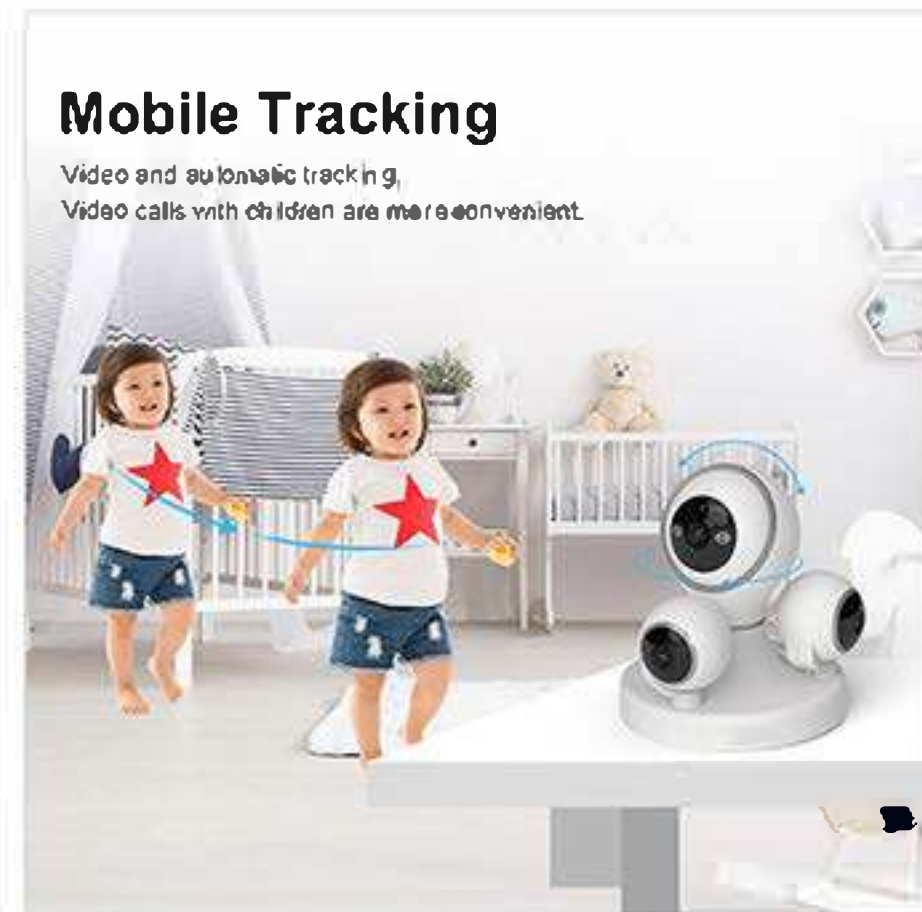 Mobile Tracking
Video and automatic tracking,
Video calls with children are more convenient.